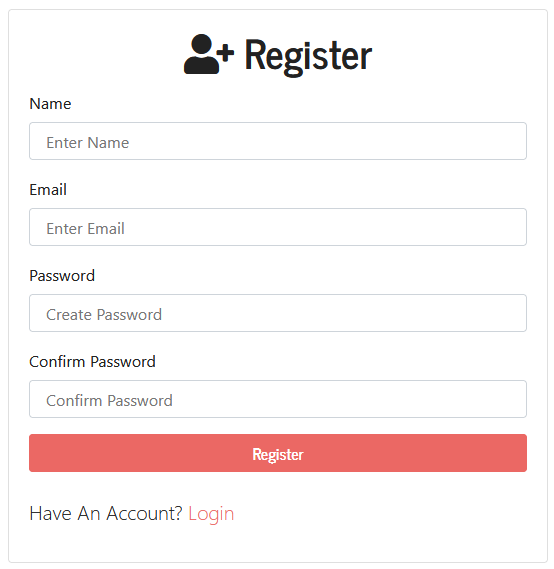 Register
Name
Enter Name
Email
Enter Email
Password
Create Password
Confirm Password
Confirm Password
Register
Have An Account? Login